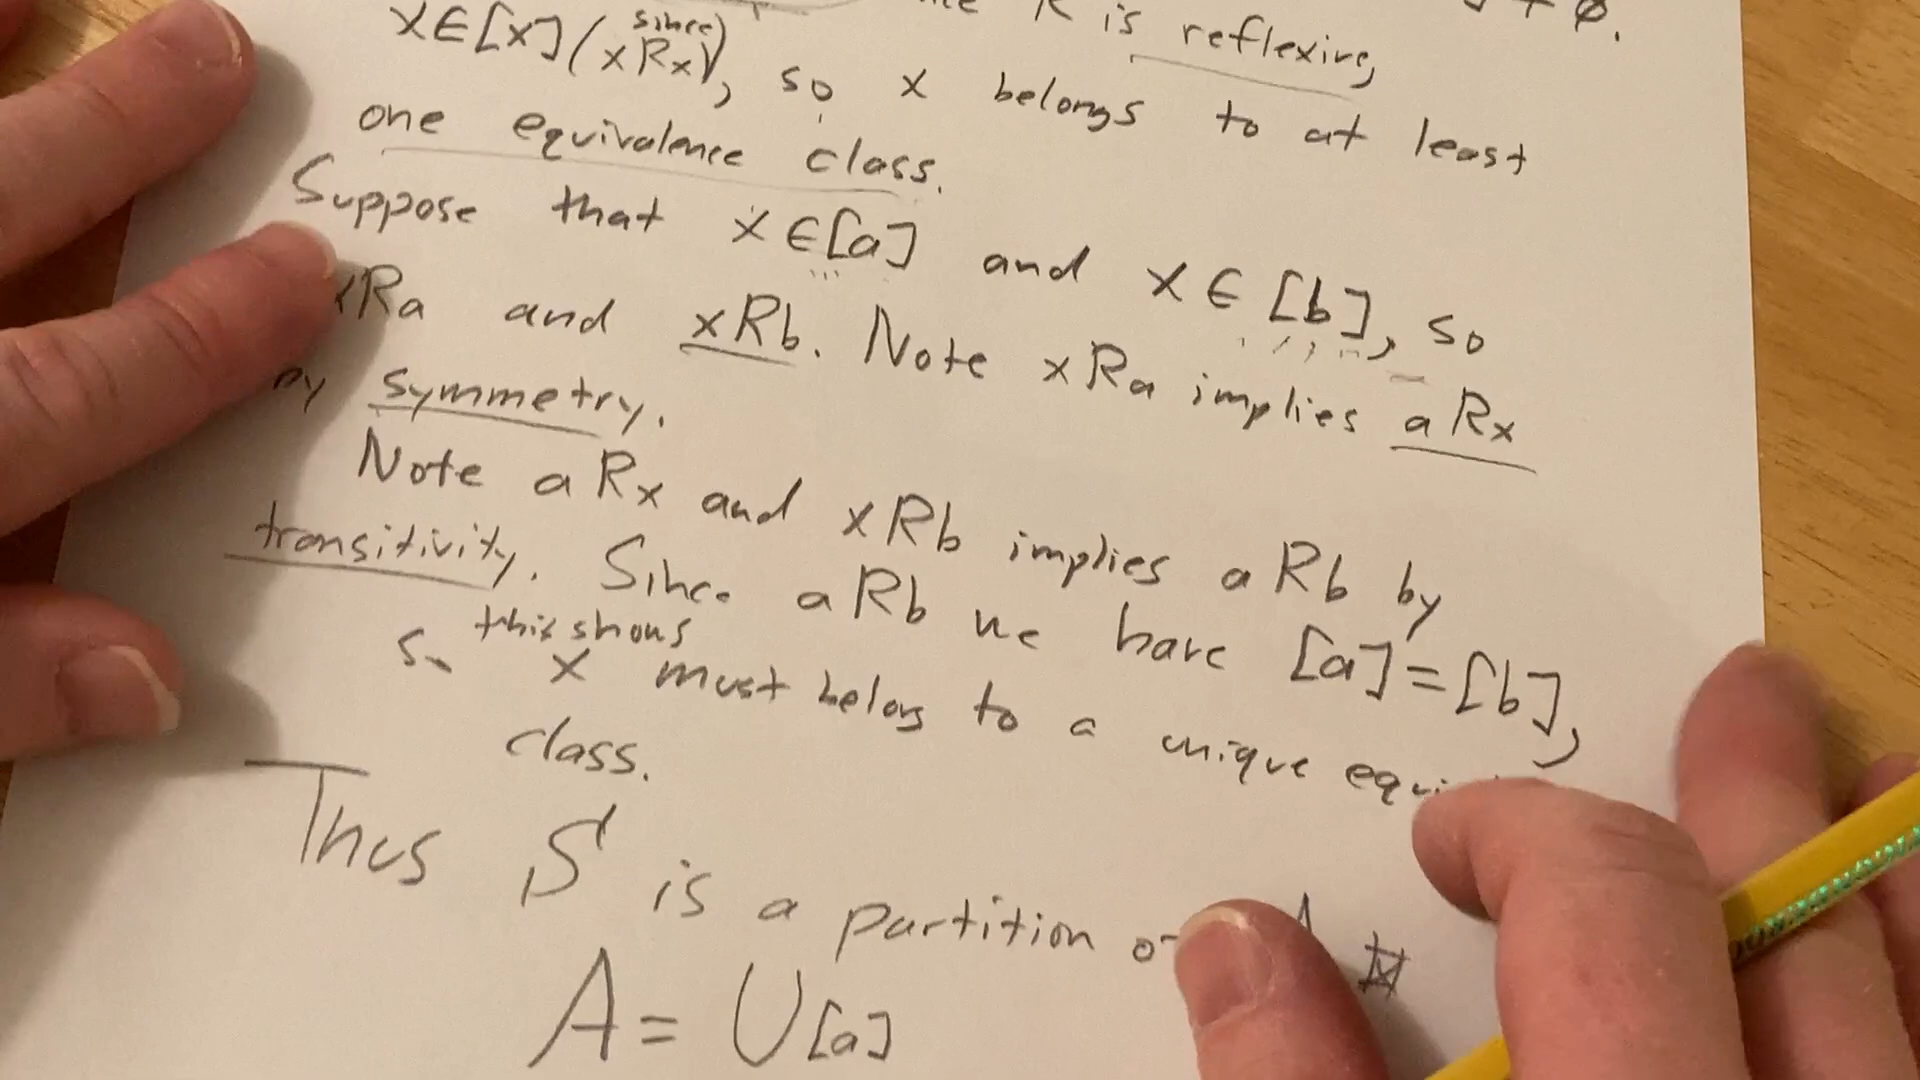 R is reflexive,
≠ ∅.
x∈[x] (since xRx), so x belongs to at least
one equivalence class.
Suppose that x∈[a] and x∈[b], so
xRa and xRb. Note xRa implies aRx
by symmetry.
Note aRx and xRb implies aRb by
transitivity. Since aRb we have [a]=[b],
so this shows x must belong to a unique
class.
Thus S is a partition A
A = ∪[a]